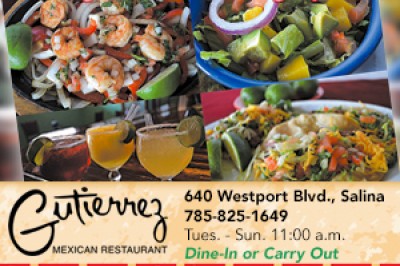 Gutierrez
MEXICAN RESTAURANT
640 Westport Blvd., Salina
785-825-1649
Tues. - Sun. 11:00 a.m.
Dine-In or Carry Out